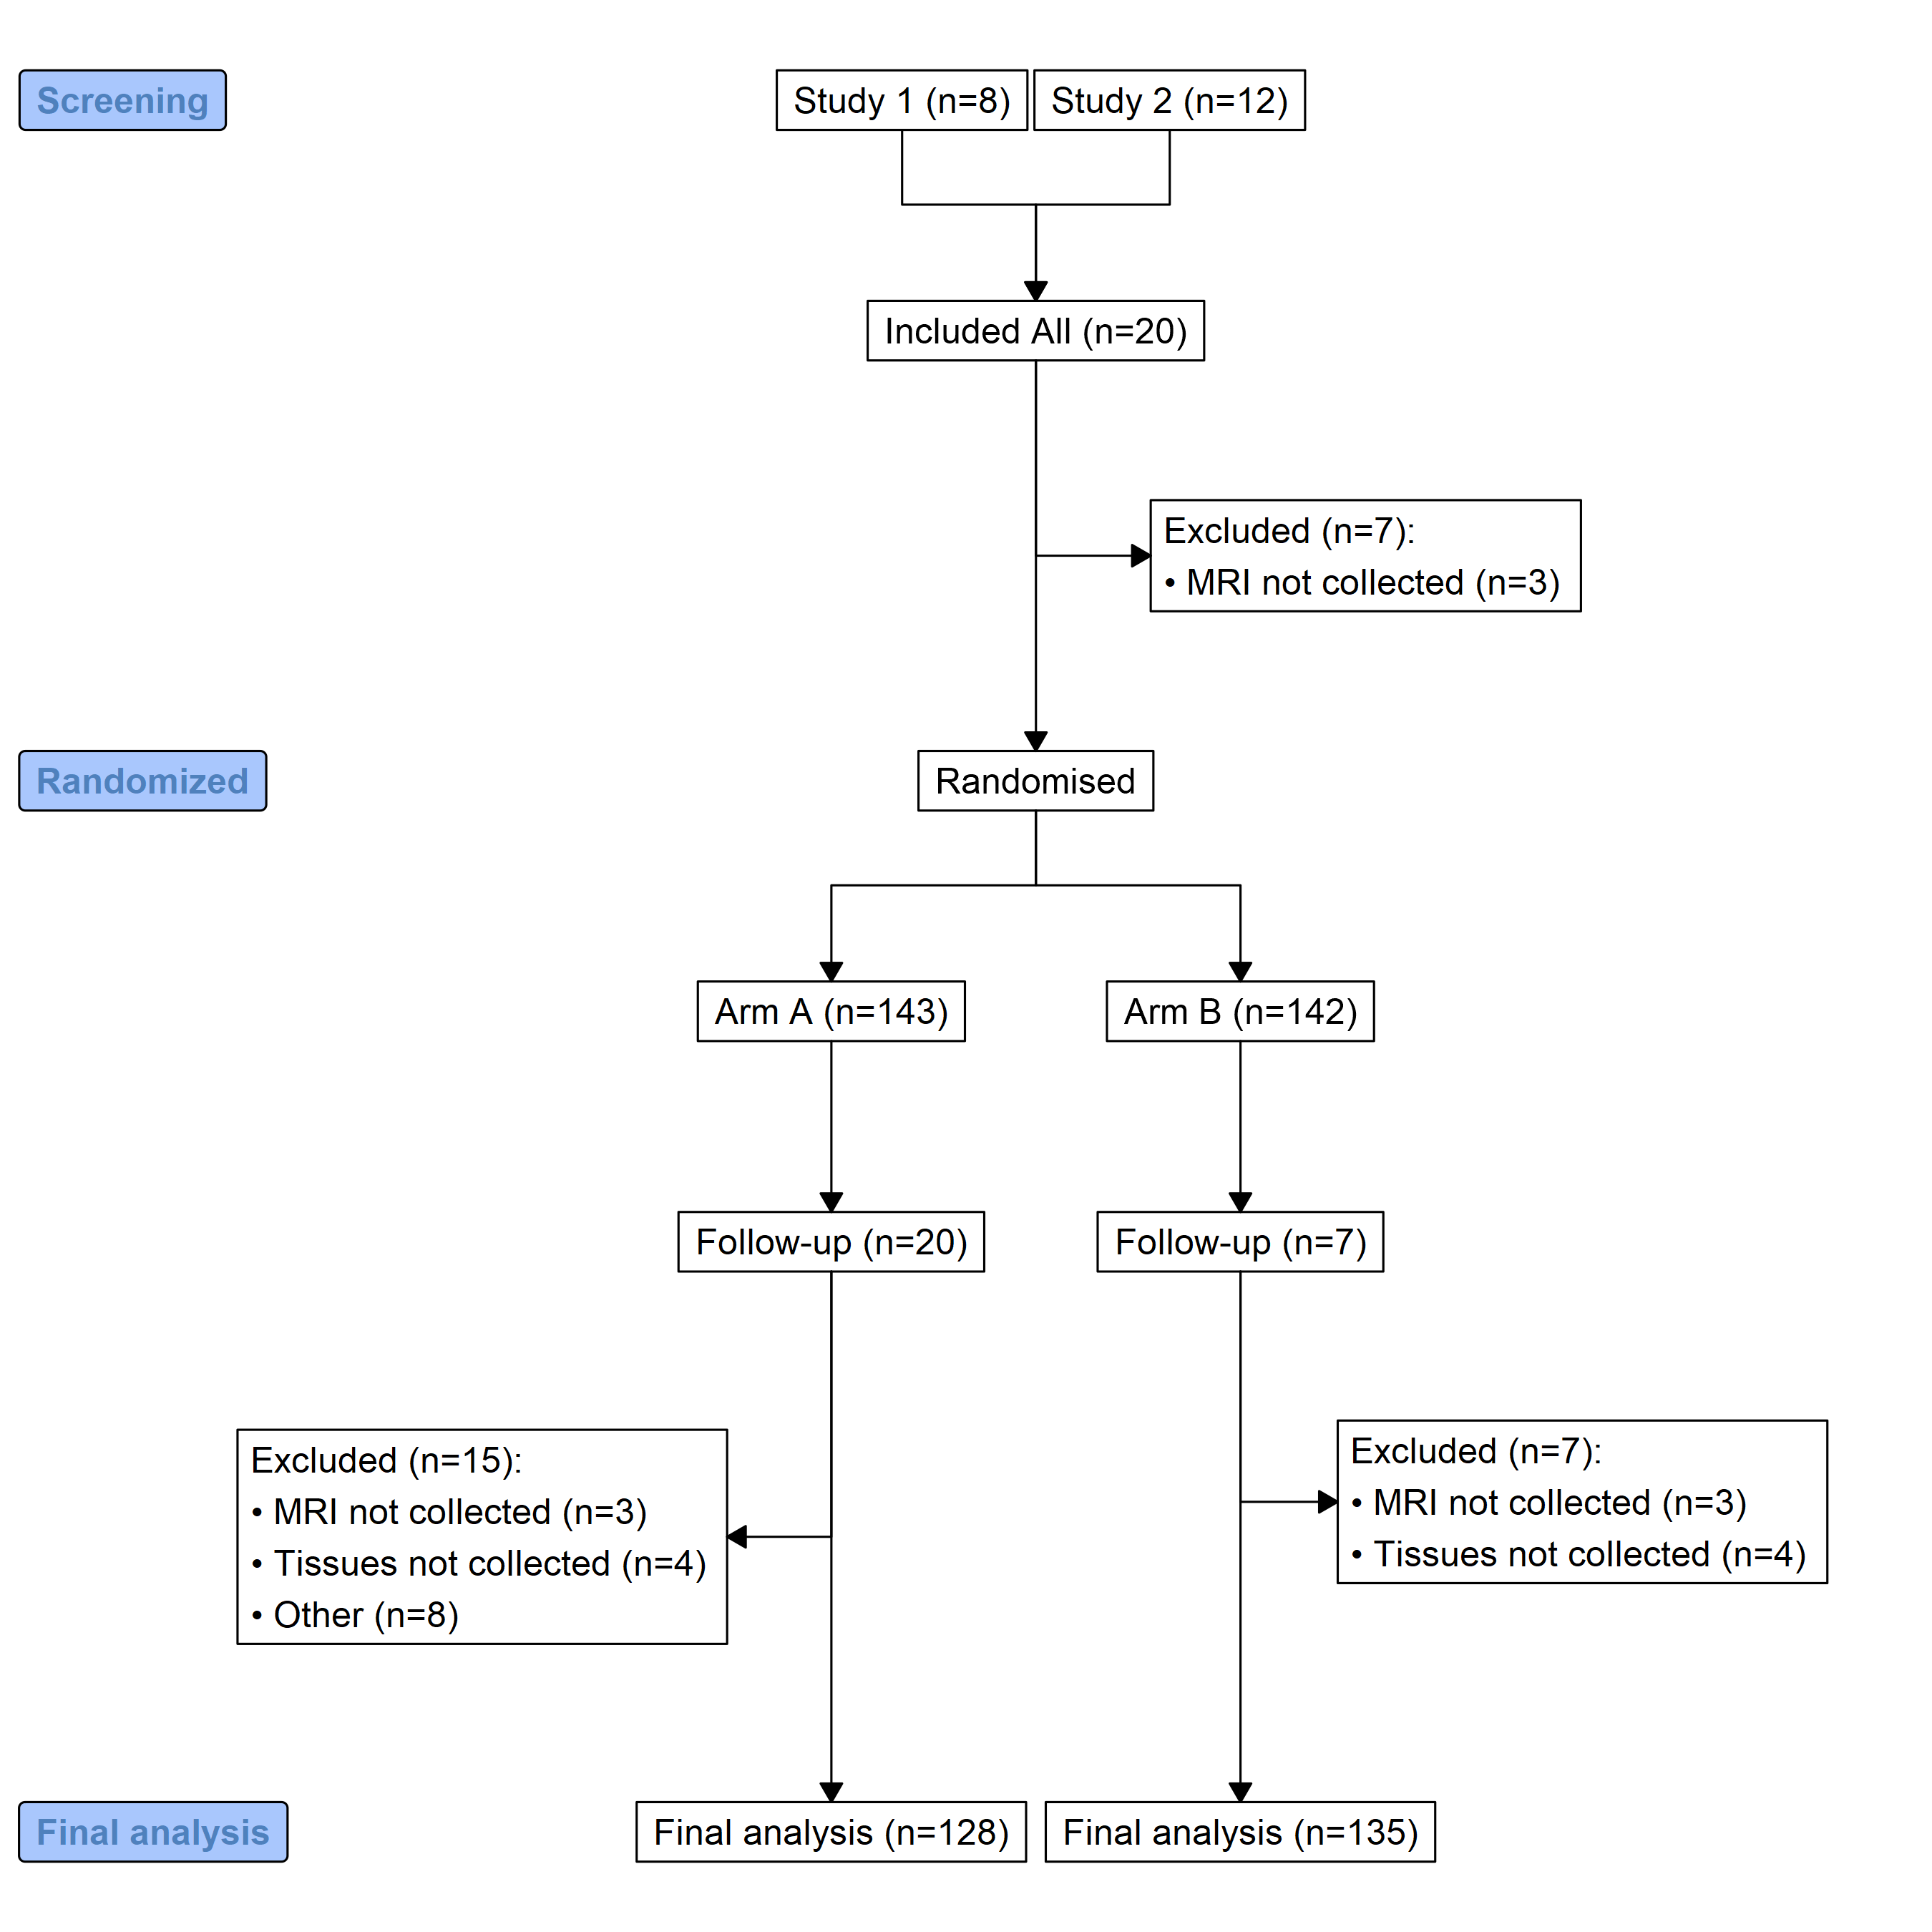 Screening
Study 1 (n=8)
Study 2 (n=12)
Included All (n=20)
Excluded (n=7):
• MRI not collected (n=3)
Randomized
Randomised
Arm A (n=143)
Arm B (n=142)
Follow-up (n=20)
Follow-up (n=7)
Excluded (n=15):
• MRI not collected (n=3)
• Tissues not collected (n=4)
• Other (n=8)
Excluded (n=7):
• MRI not collected (n=3)
• Tissues not collected (n=4)
Final analysis
Final analysis (n=128)
Final analysis (n=135)